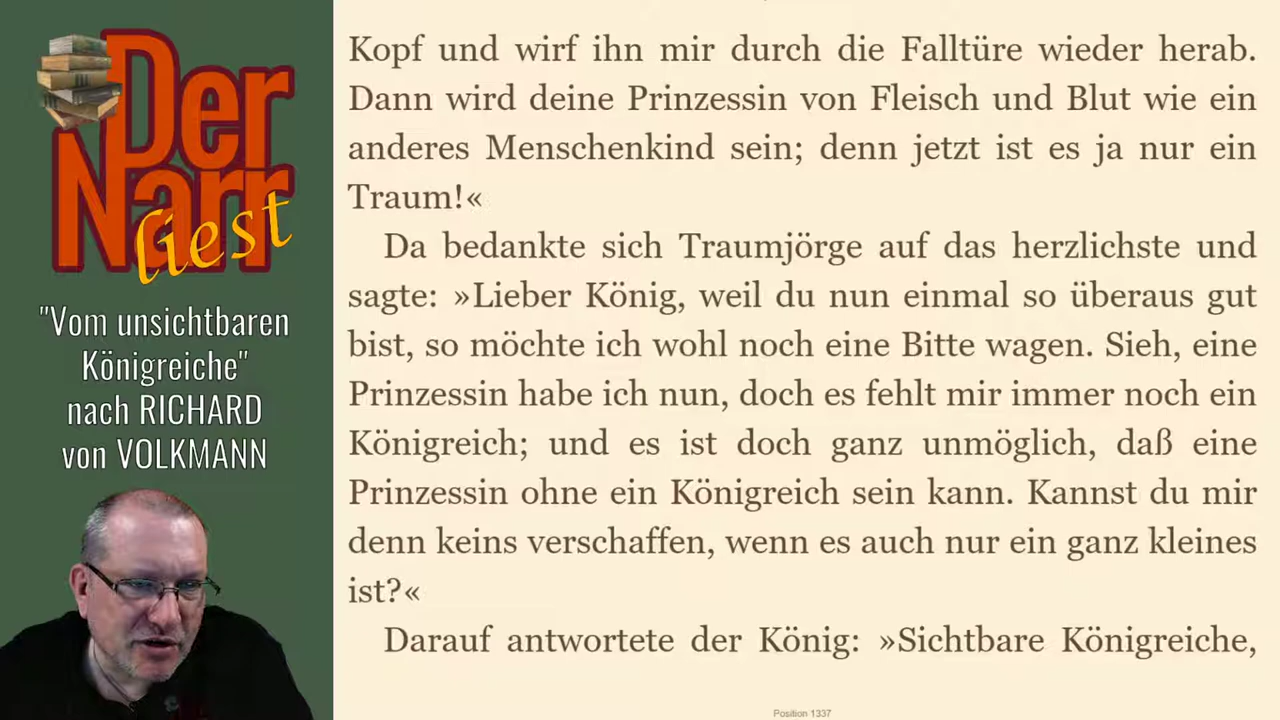 Der
Narr
liest
"Vom unsichtbaren
Königreiche"
nach RICHARD
von VOLKMANN
Kopf und wirf ihn mir durch die Falltüre wieder herab.
Dann wird deine Prinzessin von Fleisch und Blut wie ein
anderes Menschenkind sein; denn jetzt ist es ja nur ein
Traum!«
Da bedankte sich Traumjörge auf das herzlichste und
sagte: »Lieber König, weil du nun einmal so überaus gut
bist, so möchte ich wohl noch eine Bitte wagen. Sieh, eine
Prinzessin habe ich nun, doch es fehlt mir immer noch ein
Königreich; und es ist doch ganz unmöglich, daß eine
Prinzessin ohne ein Königreich sein kann. Kannst du mir
denn keins verschaffen, wenn es auch nur ein ganz kleines
ist?«
Darauf antwortete der König: »Sichtbare Königreiche,
Position 1337